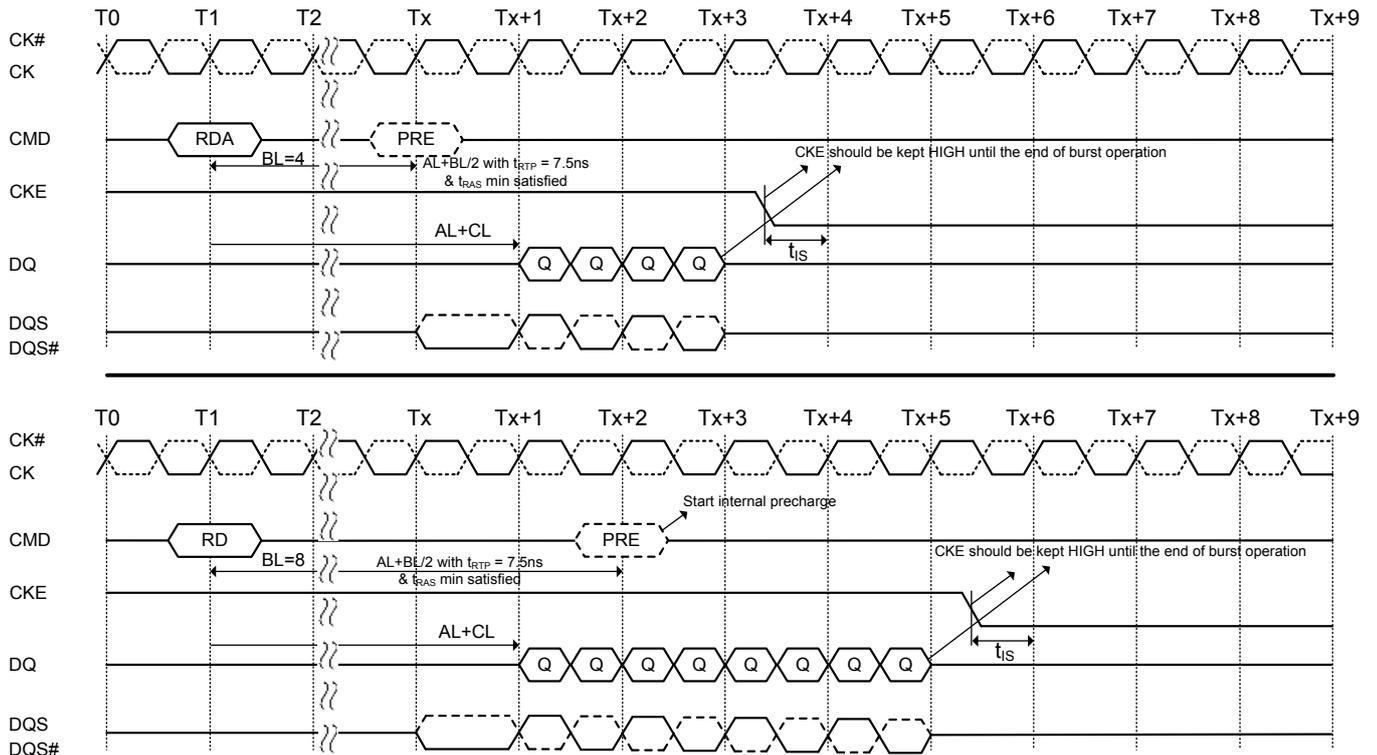 T0 T1 T2 Tx Tx+1 Tx+2 Tx+3 Tx+4 Tx+5 Tx+6 Tx+7 Tx+8 Tx+9
CK#
CK
CMD RDA PRE
BL=4 AL+BL/2 with tRTP = 7.5ns
& tRAS min satisfied
CKE should be kept HIGH until the end of burst operation
CKE
AL+CL
tIS
DQ Q Q Q Q
DQS
DQS#
T0 T1 T2 Tx Tx+1 Tx+2 Tx+3 Tx+4 Tx+5 Tx+6 Tx+7 Tx+8 Tx+9
CK#
CK
Start internal precharge
CMD RD PRE
CKE should be kept HIGH until the end of burst operation
BL=8 AL+BL/2 with tRTP = 7.5ns
& tRAS min satisfied
CKE
AL+CL
tIS
DQ Q Q Q Q Q Q Q Q
DQS
DQS#